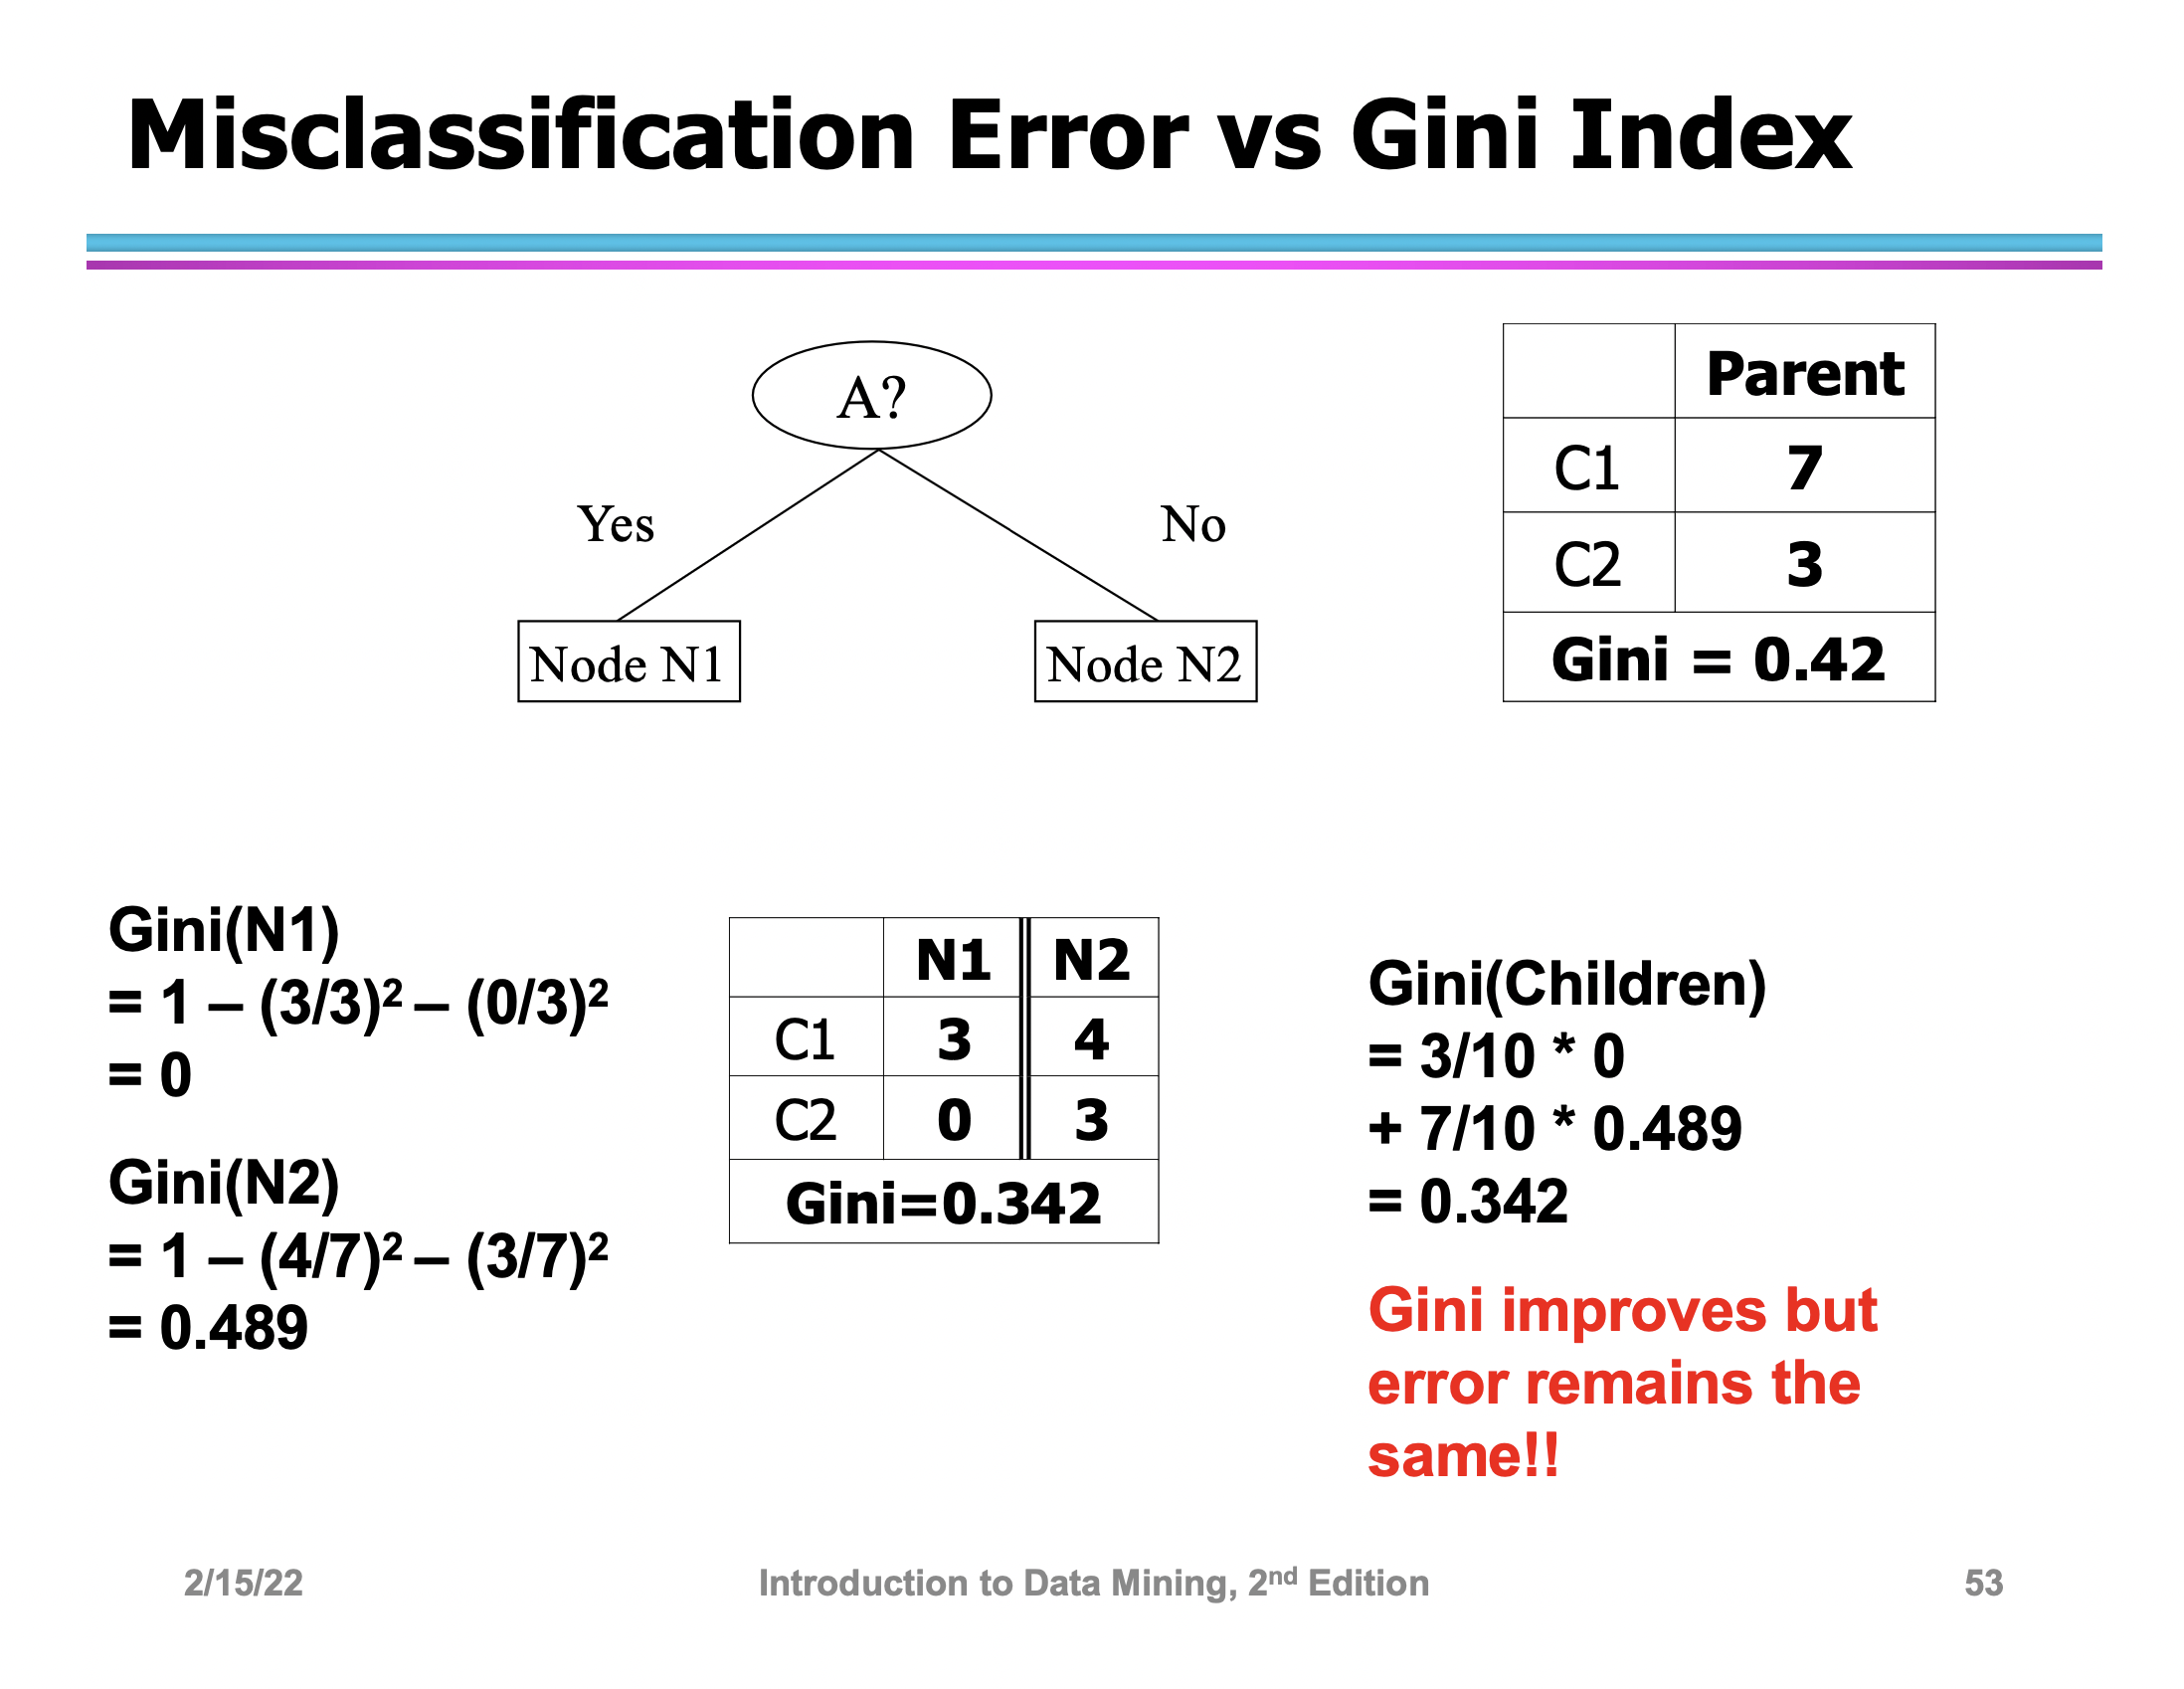 Misclassification Error vs Gini Index
A?
Yes
No
Node N1
Node N2
Parent
C1 7
C2 3
Gini = 0.42
Gini(N1)
= 1 – (3/3)² – (0/3)²
= 0
Gini(N2)
= 1 – (4/7)² – (3/7)²
= 0.489
N1 N2
C1 3 4
C2 0 3
Gini=0.342
Gini(Children)
= 3/10 * 0
+ 7/10 * 0.489
= 0.342
Gini improves but
error remains the
same!!
2/15/22
Introduction to Data Mining, 2nd Edition
53